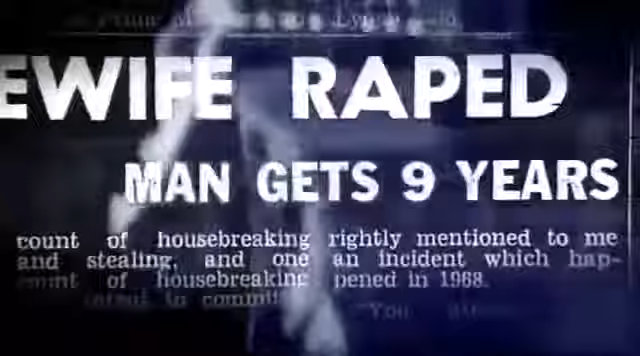 EWIFE RAPED
MAN GETS 9 YEARS
count of housebreaking
and stealing, and one
count of housebreaking
rightly mentioned to me
an incident which hap-
pened in 1968.
"You